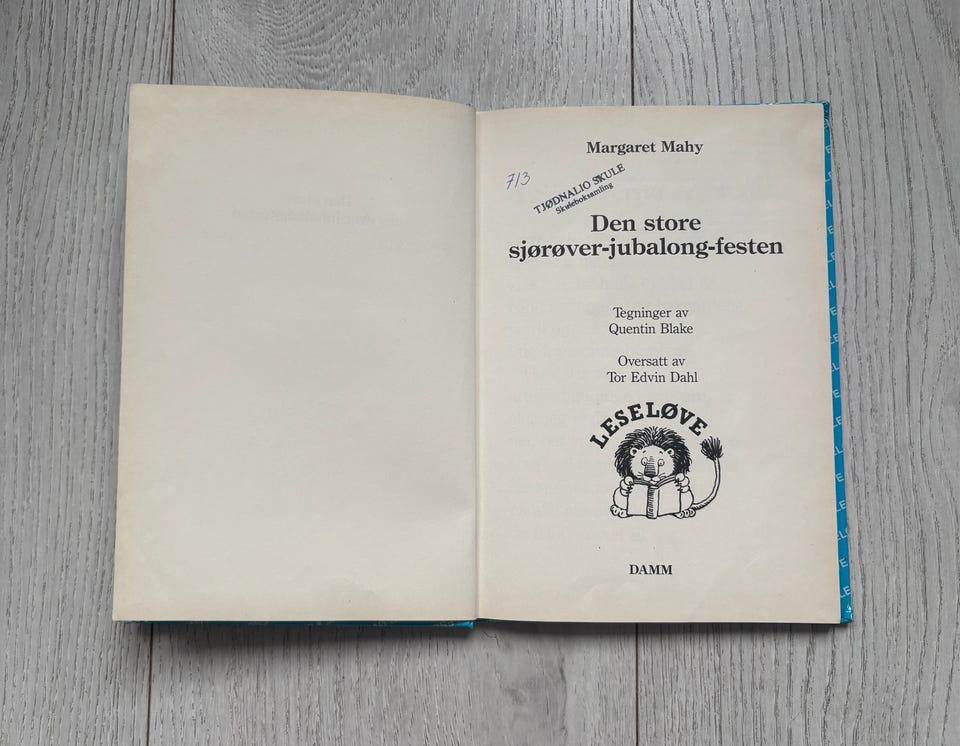 Margaret Mahy
713
TJØDNALIO SKULE
Skuleboksamling
Den store
sjørøver-jubalong-festen
Tegninger av
Quentin Blake
Oversatt av
Tor Edvin Dahl
LESELØVE
DAMM